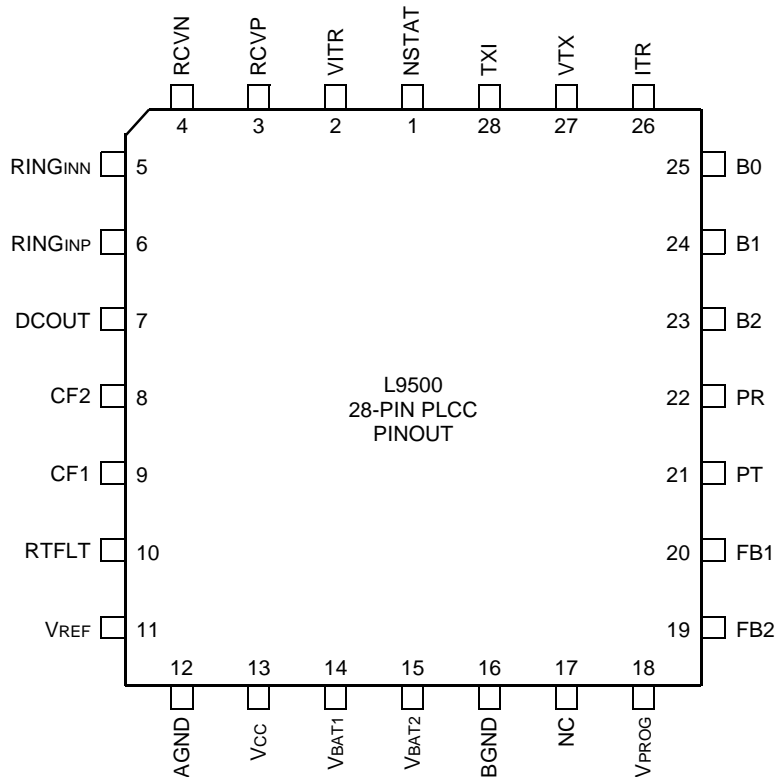 RCVN
RCVP
VITR
NSTAT
TXI
VTX
ITR
4
3
2
1
28
27
26
RINGINN
5
25
B0
RINGINP
6
24
B1
DCOUT
7
23
B2
CF2
8
22
PR
L9500
28-PIN PLCC
PINOUT
CF1
9
21
PT
RTFLT
10
20
FB1
VREF
11
19
FB2
12
13
14
15
16
17
18
AGND
VCC
VBAT1
VBAT2
BGND
NC
VPROG